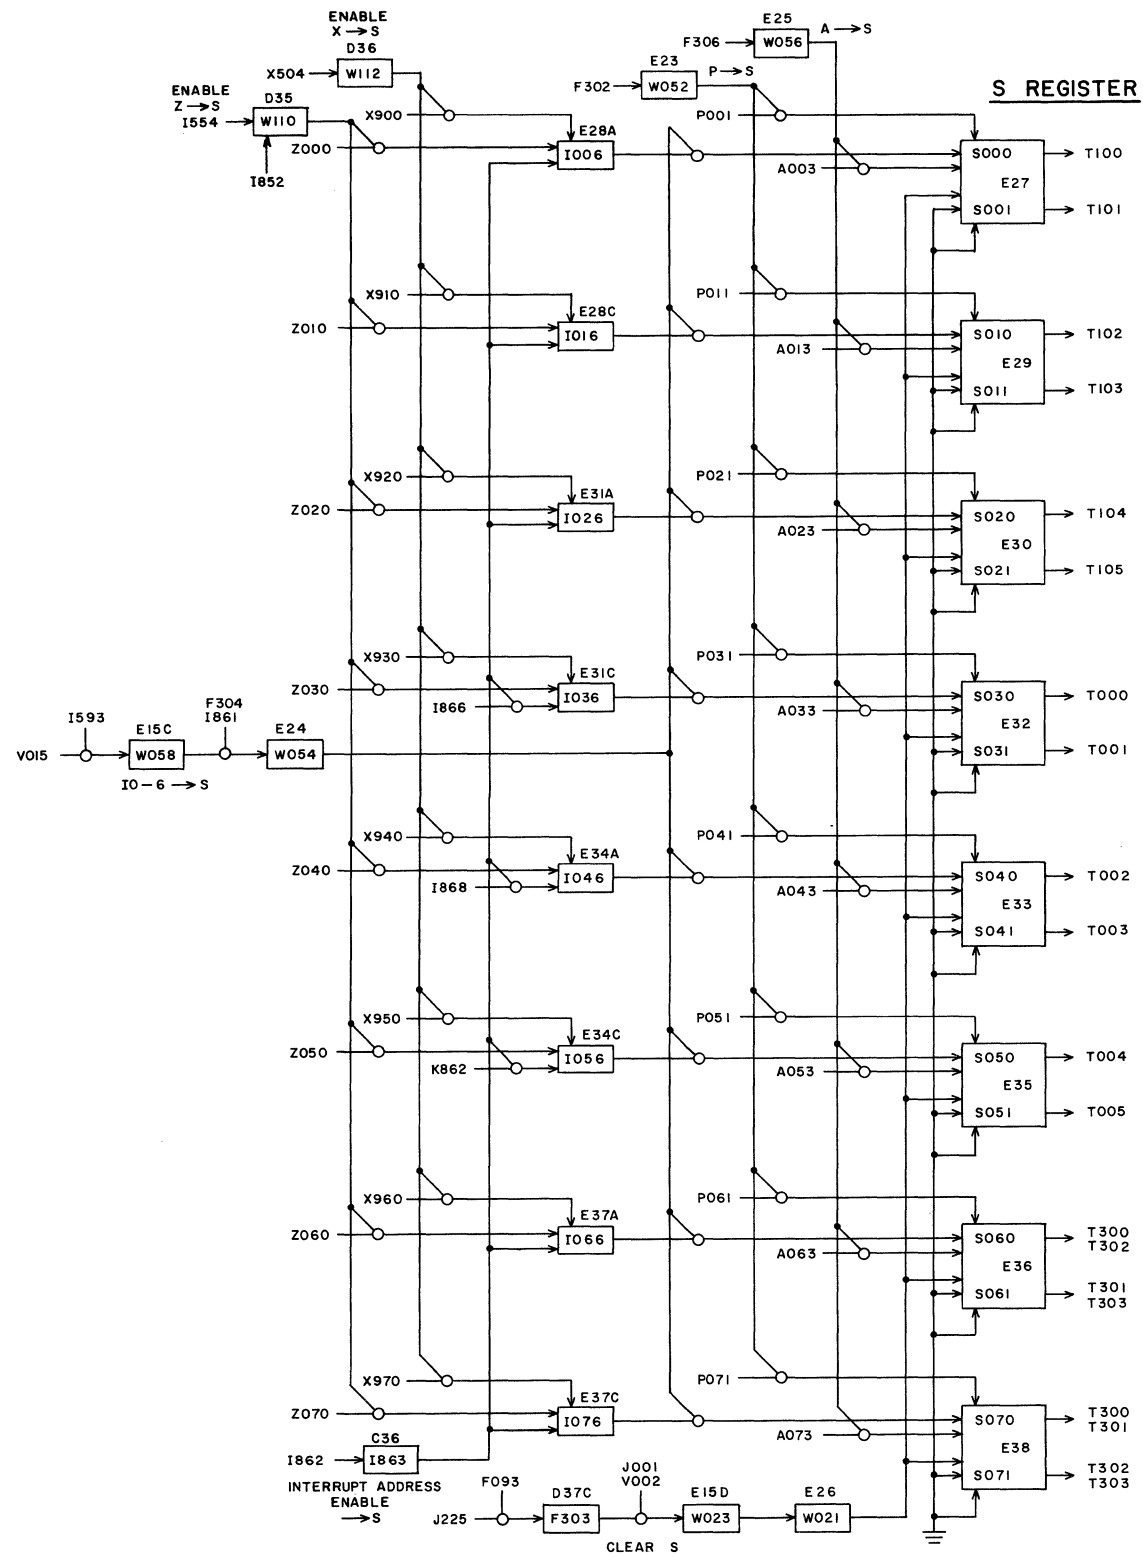 S REGISTER
ENABLE
X → S
D36
X504
W112
ENABLE
Z → S
D35
I554
W110
I852
E25
A → S
F306
W056
E23
P → S
F302
W052
X900
Z000
E28A
I006
P001
A003
S000
E27
S001
T100
T101
X910
Z010
E28C
I016
P011
A013
S010
E29
S011
T102
T103
X920
Z020
E31A
I026
P021
A023
S020
E30
S021
T104
T105
X930
Z030
I866
E31C
I036
P031
A033
S030
E32
S031
T000
T001
I593
V015
E15C
W058
IO-6 → S
F304
I861
E24
W054
X940
Z040
I868
E34A
I046
P041
A043
S040
E33
S041
T002
T003
X950
Z050
K862
E34C
I056
P051
A053
S050
E35
S051
T004
T005
X960
Z060
E37A
I066
P061
A063
S060
E36
S061
T300
T302
T301
T303
X970
Z070
E37C
I076
P071
A073
S070
E38
S071
T300
T301
T302
T303
C36
I862
I863
INTERRUPT ADDRESS
ENABLE
→ S
F093
J225
D37C
F303
J001
V002
CLEAR S
E15D
W023
E26
W021